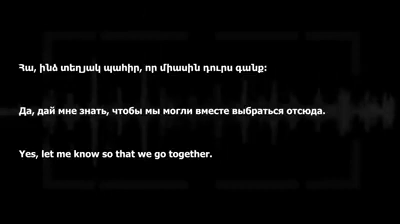 Հա, ինձ տեղյակ պահիր, որ միասին դուրս գանք:
Да, дай мне знать, чтобы мы могли вместе выбраться отсюда.
Yes, let me know so that we go together.